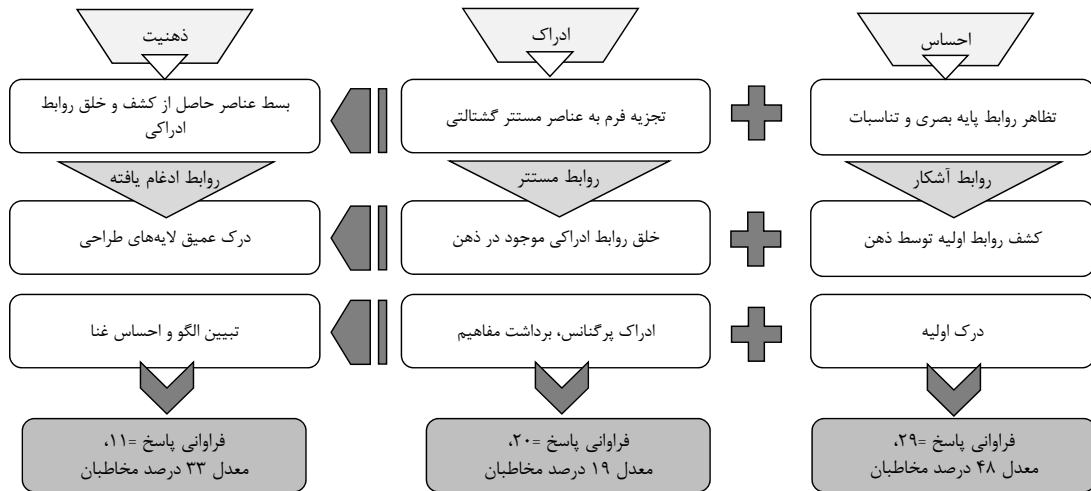 احساس
ادراک
ذهنیت
تظاهر روابط پایه بصری و تناسبات
تجزیه فرم به عناصر مستتر گشتالتی
بسط عناصر حاصل از کشف و خلق روابط
ادراکی
روابط آشکار
روابط مستتر
روابط ادغام یافته
کشف روابط اولیه توسط ذهن
خلق روابط ادراکی موجود در ذهن
درک عمیق لایه‌های طراحی
درک اولیه
ادراک پرگنانس، برداشت مفاهیم
تبیین الگو و احساس غنا
فراوانی پاسخ =۲۹،
معدل ۴۸ درصد مخاطبان
فراوانی پاسخ =۲۰،
معدل ۱۹ درصد مخاطبان
فراوانی پاسخ =۱۱،
معدل ۳۳ درصد مخاطبان